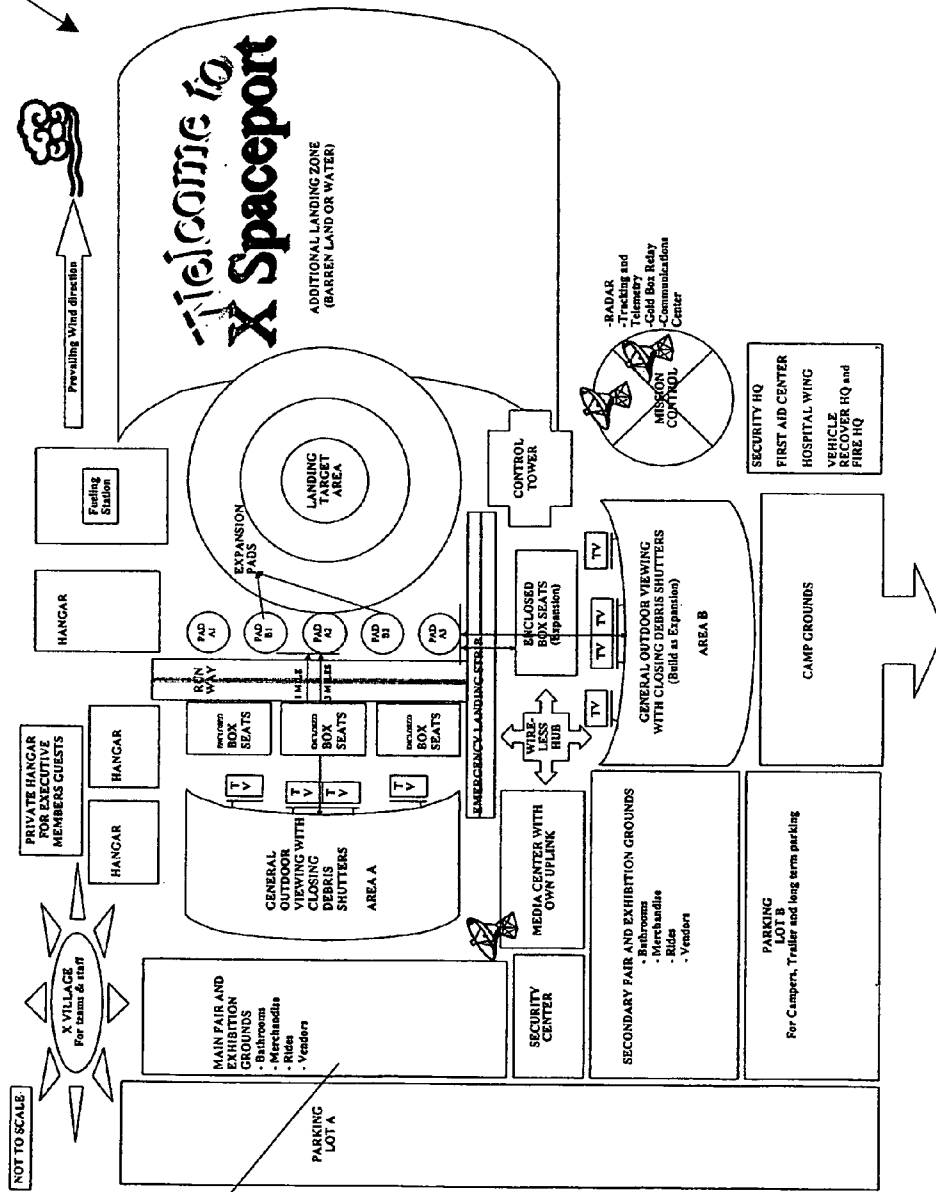 NOT TO SCALE
X VILLAGE
For teams & staff
PRIVATE HANGAR
FOR EXECUTIVE
MEMBERS GUESTS
HANGAR
HANGAR
HANGAR
Fueling
Station
Prevailing Wind direction
Welcome to
X Spaceport
ADDITIONAL LANDING ZONE
(BARREN LAND OR WATER)
PARKING
LOT A
MAIN FAIR AND
EXHIBITION
GROUNDS
- Bathrooms
- Merchandise
- Rides
- Vendors
GENERAL
OUTDOOR
VIEWING WITH
CLOSING
DEBRIS
SHUTTERS
AREA A
T V
T V
T V
T V
ENCLOSED
BOX
SEATS
ENCLOSED
BOX
SEATS
ENCLOSED
BOX
SEATS
RUN
WAY
1 MILE
3 MILES
PAD
A1
PAD
B1
PAD
A2
PAD
B2
PAD
A3
EXPANSION
PADS
LANDING
TARGET
AREA
EMERGENCY LANDING STRIP
CONTROL
TOWER
SECURITY
CENTER
MEDIA CENTER WITH
OWN UPLINK
WIRE-
LESS
HUB
ENCLOSED
BOX SEATS
(Expansion)
MISSION
CONTROL
-RADAR
-Tracking and
Telemetry
-Gold Box Relay
-Communications
Center
SECONDARY FAIR AND EXHIBITION GROUNDS
- Bathrooms
- Merchandise
- Rides
- Vendors
TV
TV
TV
TV
GENERAL OUTDOOR VIEWING
WITH CLOSING DEBRIS SHUTTERS
(Build as Expansion)
AREA B
PARKING
LOT B
For Campers, Trailer and long term parking
CAMP GROUNDS
SECURITY HQ
FIRST AID CENTER
HOSPITAL WING
VEHICLE
RECOVER HQ and
FIRE HQ